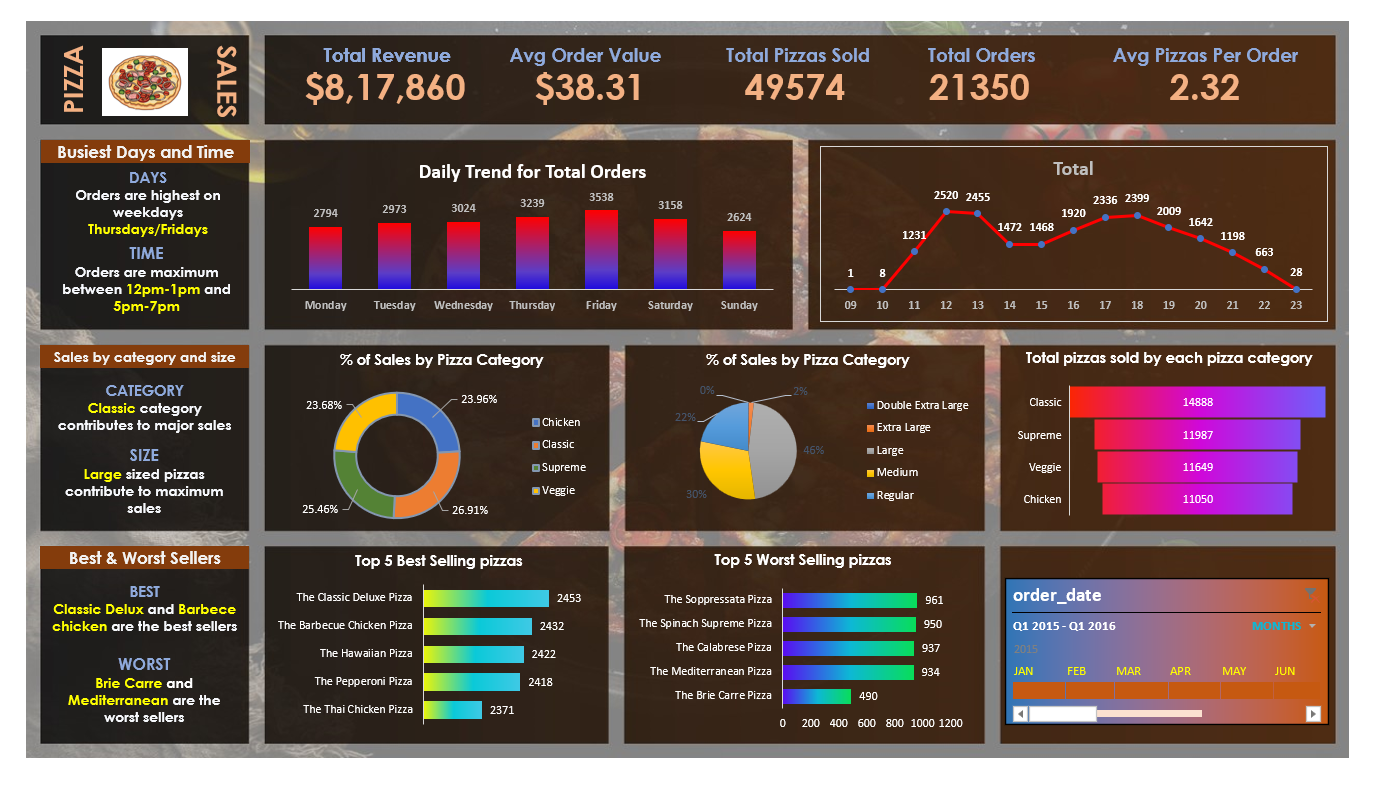 PIZZA
SALES
Total Revenue
$8,17,860
Avg Order Value
$38.31
Total Pizzas Sold
49574
Total Orders
21350
Avg Pizzas Per Order
2.32
Busiest Days and Time
DAYS
Orders are highest on
weekdays
Thursdays/Fridays
TIME
Orders are maximum
between 12pm-1pm and
5pm-7pm
Daily Trend for Total Orders
2794 2973 3024 3239 3538 3158 2624
Monday Tuesday Wednesday Thursday Friday Saturday Sunday
Total
1 8 1231 2520 2455 1472 1468 1920 2336 2399 2009 1642 1198 663 28
09 10 11 12 13 14 15 16 17 18 19 20 21 22 23
Sales by category and size
CATEGORY
Classic category
contributes to major sales
SIZE
Large sized pizzas
contribute to maximum
sales
% of Sales by Pizza Category
23.68%
23.96%
25.46%
26.91%
Chicken
Classic
Supreme
Veggie
% of Sales by Pizza Category
0%
2%
22%
46%
30%
Double Extra Large
Extra Large
Large
Medium
Regular
Total pizzas sold by each pizza category
Classic 14888
Supreme 11987
Veggie 11649
Chicken 11050
Best & Worst Sellers
BEST
Classic Delux and Barbece
chicken are the best sellers
WORST
Brie Carre and
Mediterranean are the
worst sellers
Top 5 Best Selling pizzas
The Classic Deluxe Pizza 2453
The Barbecue Chicken Pizza 2432
The Hawaiian Pizza 2422
The Pepperoni Pizza 2418
The Thai Chicken Pizza 2371
Top 5 Worst Selling pizzas
The Soppressata Pizza 961
The Spinach Supreme Pizza 950
The Calabrese Pizza 937
The Mediterranean Pizza 934
The Brie Carre Pizza 490
0 200 400 600 800 1000 1200
order_date
Q1 2015 - Q1 2016 MONTHS
2015
JAN FEB MAR APR MAY JUN